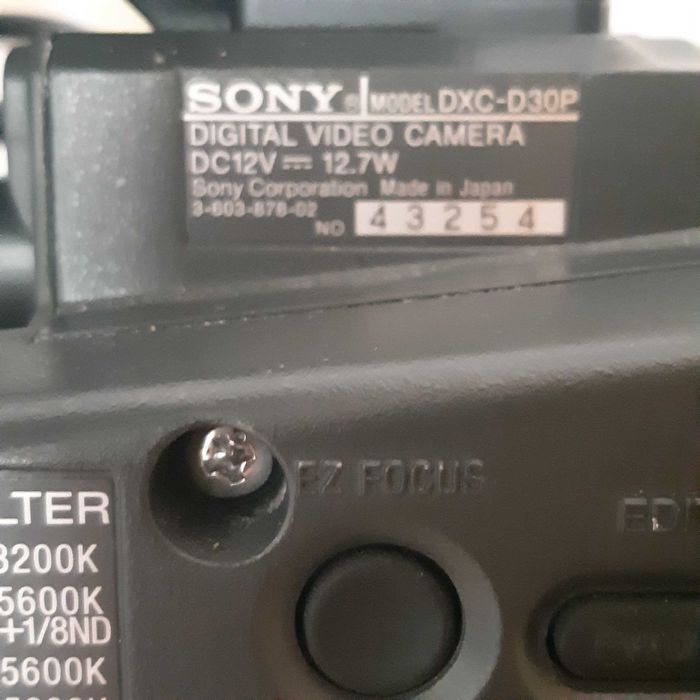 SONY® MODEL DXC-D30P
DIGITAL VIDEO CAMERA
DC12V ⎓ 12.7W
Sony Corporation Made in Japan
3-603-878-02
NO 43254
EZ FOCUS
EDI
LTER
3200K
5600K
+1/8ND
5600K